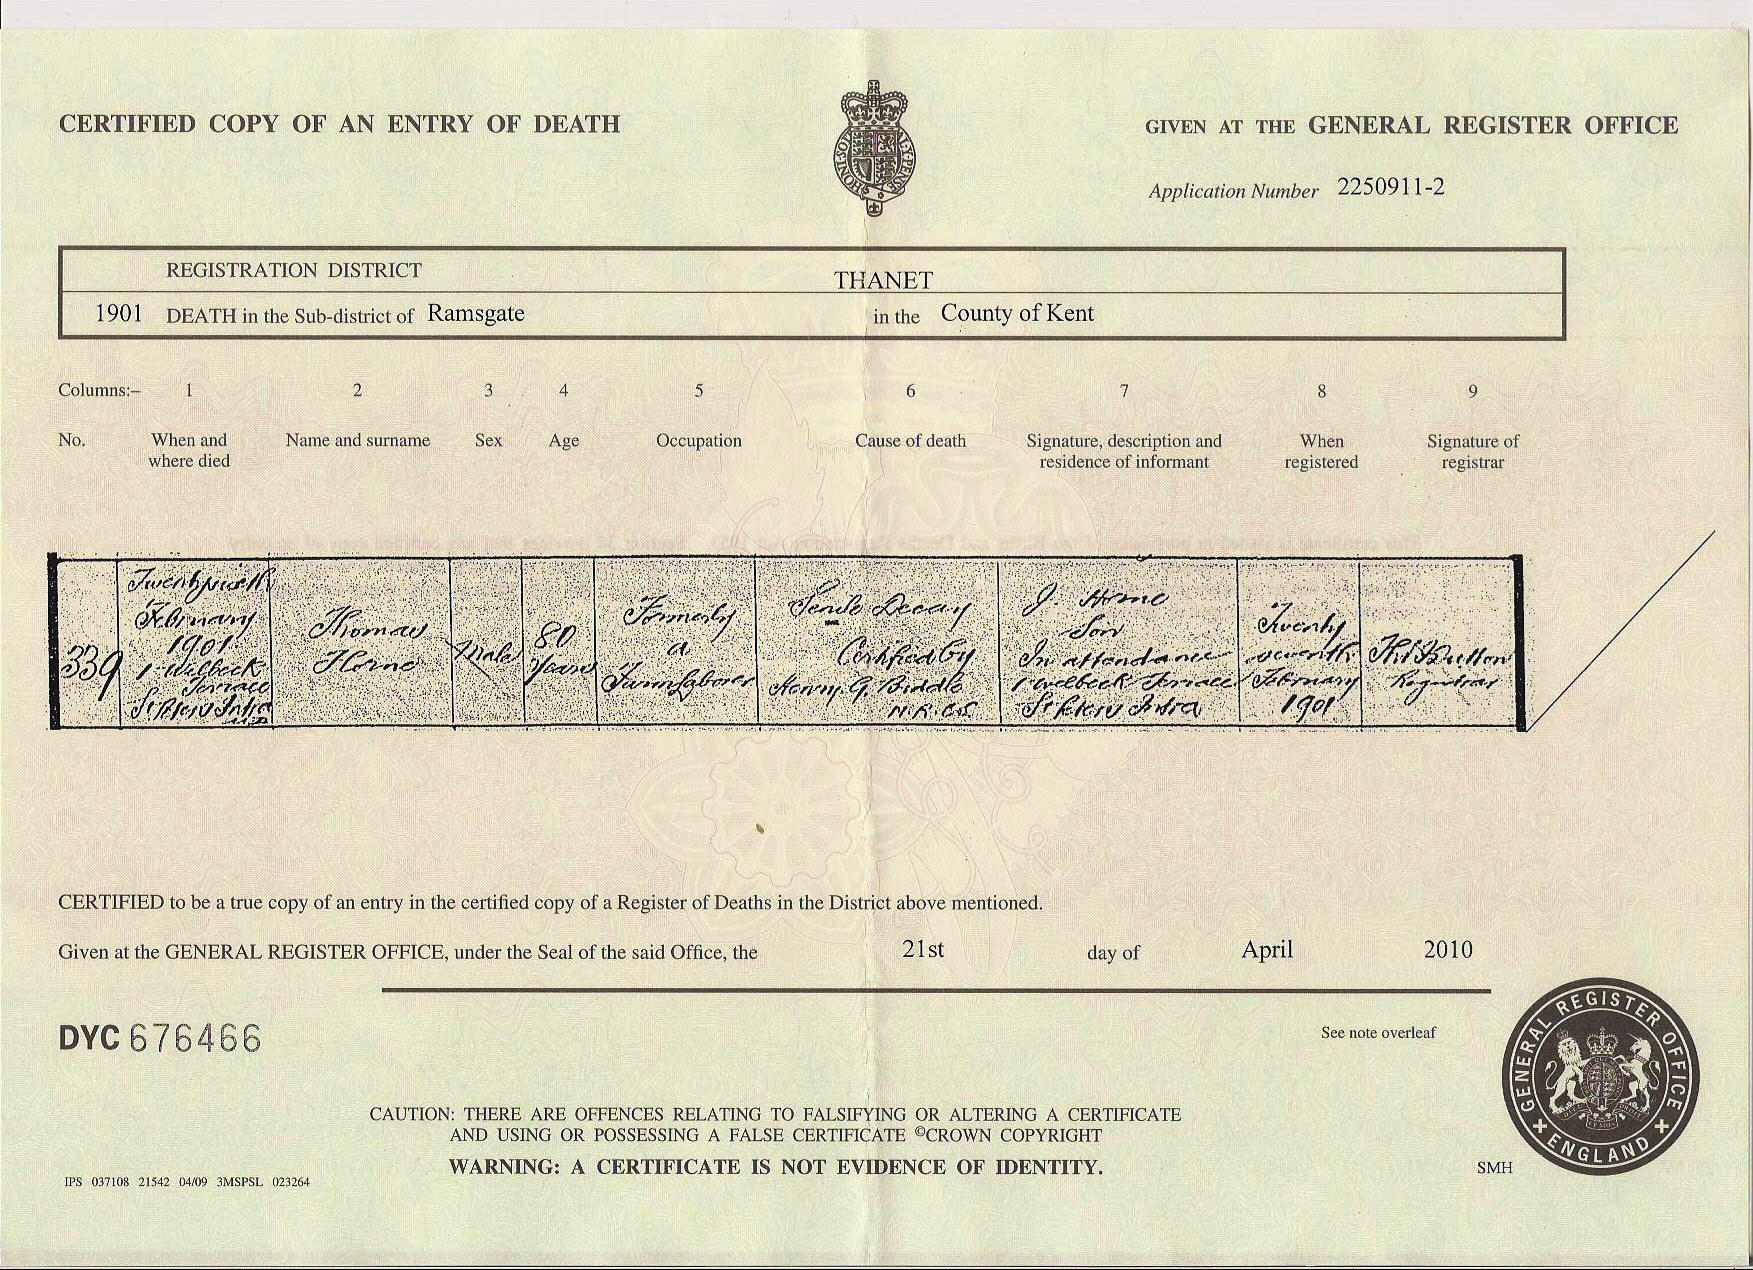 CERTIFIED COPY OF AN ENTRY OF DEATH
GIVEN AT THE GENERAL REGISTER OFFICE
Application Number 2250911-2
REGISTRATION DISTRICT THANET
1901 DEATH in the Sub-district of Ramsgate in the County of Kent
Columns:– 1 2 3 4 5 6 7 8 9
No. When and where died Name and surname Sex Age Occupation Cause of death Signature, description and residence of informant When registered Signature of registrar
339
February
1901
1 Welbeck
Terrace
St Peters Intra
Thomas
Horne
Male
80
Years
Formerly
a
Farm Laborer
Senile Decay
Certified by
Henry G. Biddle
M.R.C.S.
J. Horne
Son
In attendance
1 Welbeck Terrace
St Peters Intra
Twenty
seventh
February
1901
Registrar
CERTIFIED to be a true copy of an entry in the certified copy of a Register of Deaths in the District above mentioned.
Given at the GENERAL REGISTER OFFICE, under the Seal of the said Office, the 21st day of April 2010
DYC 676466
See note overleaf
CAUTION: THERE ARE OFFENCES RELATING TO FALSIFYING OR ALTERING A CERTIFICATE
AND USING OR POSSESSING A FALSE CERTIFICATE ©CROWN COPYRIGHT
WARNING: A CERTIFICATE IS NOT EVIDENCE OF IDENTITY.
IPS 037108 21542 04/09 3MSPSL 023264
SMH
GENERAL REGISTER OFFICE
ENGLAND